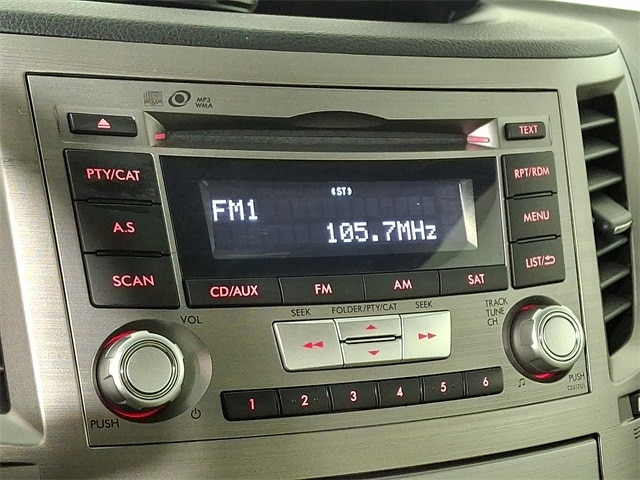 MP3
WMA
TEXT
PTY/CAT
RPT/RDM
(ST)
FM1
A.S
MENU
105.7MHz
SCAN
LIST/
CD/AUX FM AM SAT
VOL
SEEK FOLDER/PTY/CAT SEEK
TRACK
TUNE
CH
PUSH
PUSH
1 2 3 4 5 6